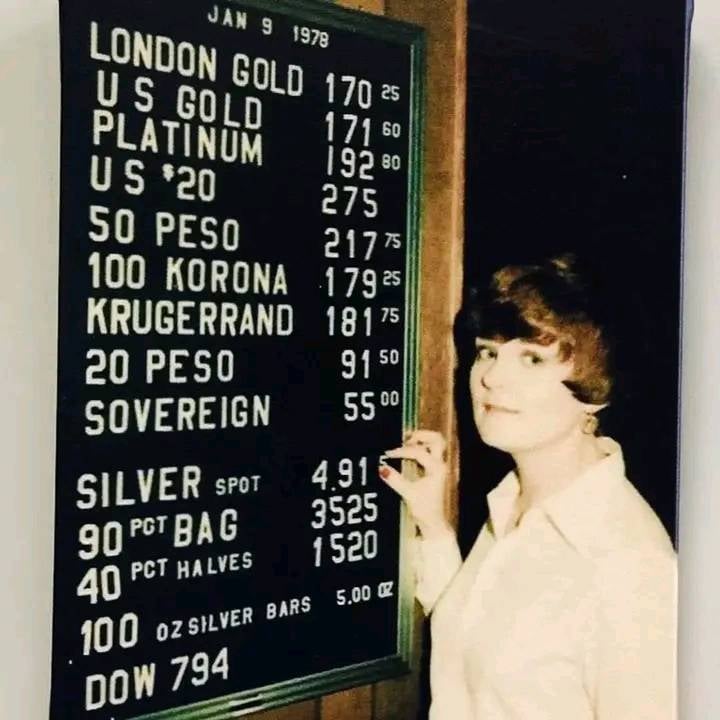 JAN 9 1978
LONDON GOLD 170 25
U S GOLD 171 60
PLATINUM 192 80
U S $20 275
50 PESO 217 75
100 KORONA 179 25
KRUGERRAND 181 75
20 PESO 91 50
SOVEREIGN 55 00
SILVER SPOT 4.91 5
90 PCT BAG 3525
40 PCT HALVES 1520
100 OZ SILVER BARS 5.00 OZ
DOW 794